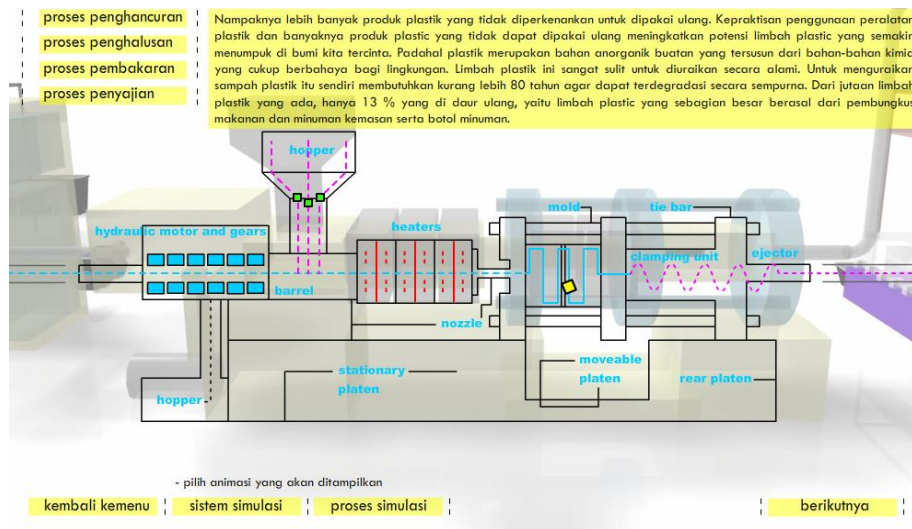 proses penghancuran
proses penghalusan
proses pembakaran
proses penyajian
Nampaknya lebih banyak produk plastik yang tidak diperkenankan untuk dipakai ulang. Kepraktisan penggunaan peralatan
plastik dan banyaknya produk plastic yang tidak dapat dipakai ulang meningkatkan potensi limbah plastic yang semakin
menumpuk di bumi kita tercinta. Padahal plastik merupakan bahan anorganik buatan yang tersusun dari bahan-bahan kimia
yang cukup berbahaya bagi lingkungan. Limbah plastik ini sangat sulit untuk diuraikan secara alami. Untuk menguraikan
sampah plastik itu sendiri membutuhkan kurang lebih 80 tahun agar dapat terdegradasi secara sempurna. Dari jutaan limbah
plastik yang ada, hanya 13 % yang di daur ulang, yaitu limbah plastic yang sebagian besar berasal dari pembungkus
makanan dan minuman kemasan serta botol minuman.
hopper
hydraulic motor and gears
heaters
mold
tie bar
clamping unit
ejector
barrel
nozzle
stationary
platen
moveable
platen
rear platen
hopper
- pilih animasi yang akan ditampilkan
kembali kemenu
sistem simulasi
proses simulasi
berikutnya